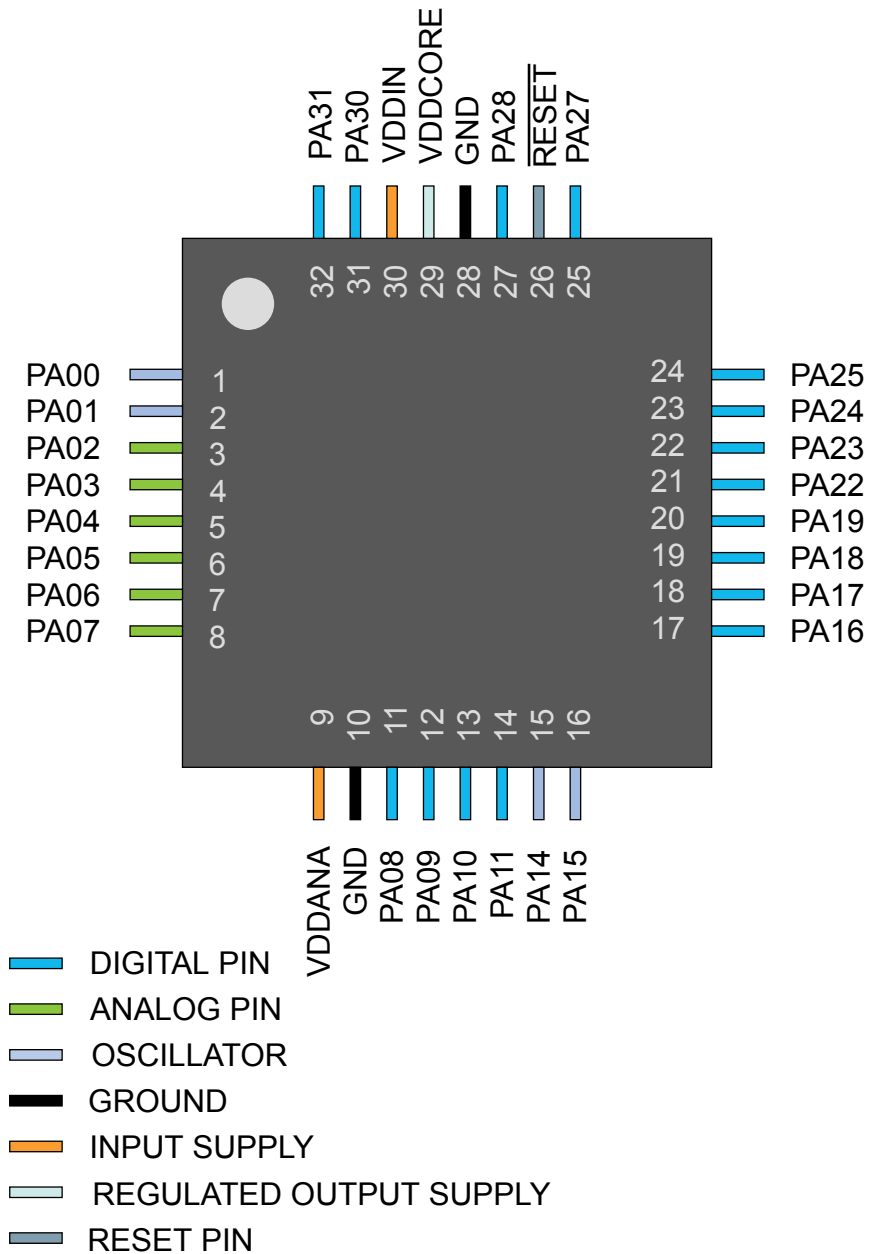 PA31
PA30
VDDIN
VDDCORE
GND
PA28
RESET
PA27
32
31
30
29
28
27
26
25
PA00 1
PA01 2
PA02 3
PA03 4
PA04 5
PA05 6
PA06 7
PA07 8
24 PA25
23 PA24
22 PA23
21 PA22
20 PA19
19 PA18
18 PA17
17 PA16
9
10
11
12
13
14
15
16
VDDANA
GND
PA08
PA09
PA10
PA11
PA14
PA15
DIGITAL PIN
ANALOG PIN
OSCILLATOR
GROUND
INPUT SUPPLY
REGULATED OUTPUT SUPPLY
RESET PIN